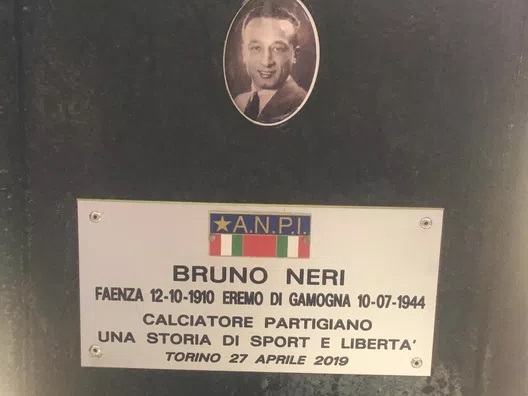 A.N.P.I.
BRUNO NERI
FAENZA 12-10-1910 EREMO DI GAMOGNA 10-07-1944
CALCIATORE PARTIGIANO
UNA STORIA DI SPORT E LIBERTA'
TORINO 27 APRILE 2019